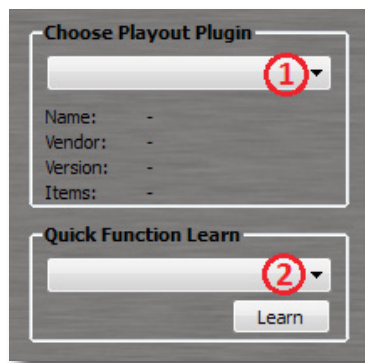 Choose Playout Plugin
1
Name: -
Vendor: -
Version: -
Items: -
Quick Function Learn
2
Learn